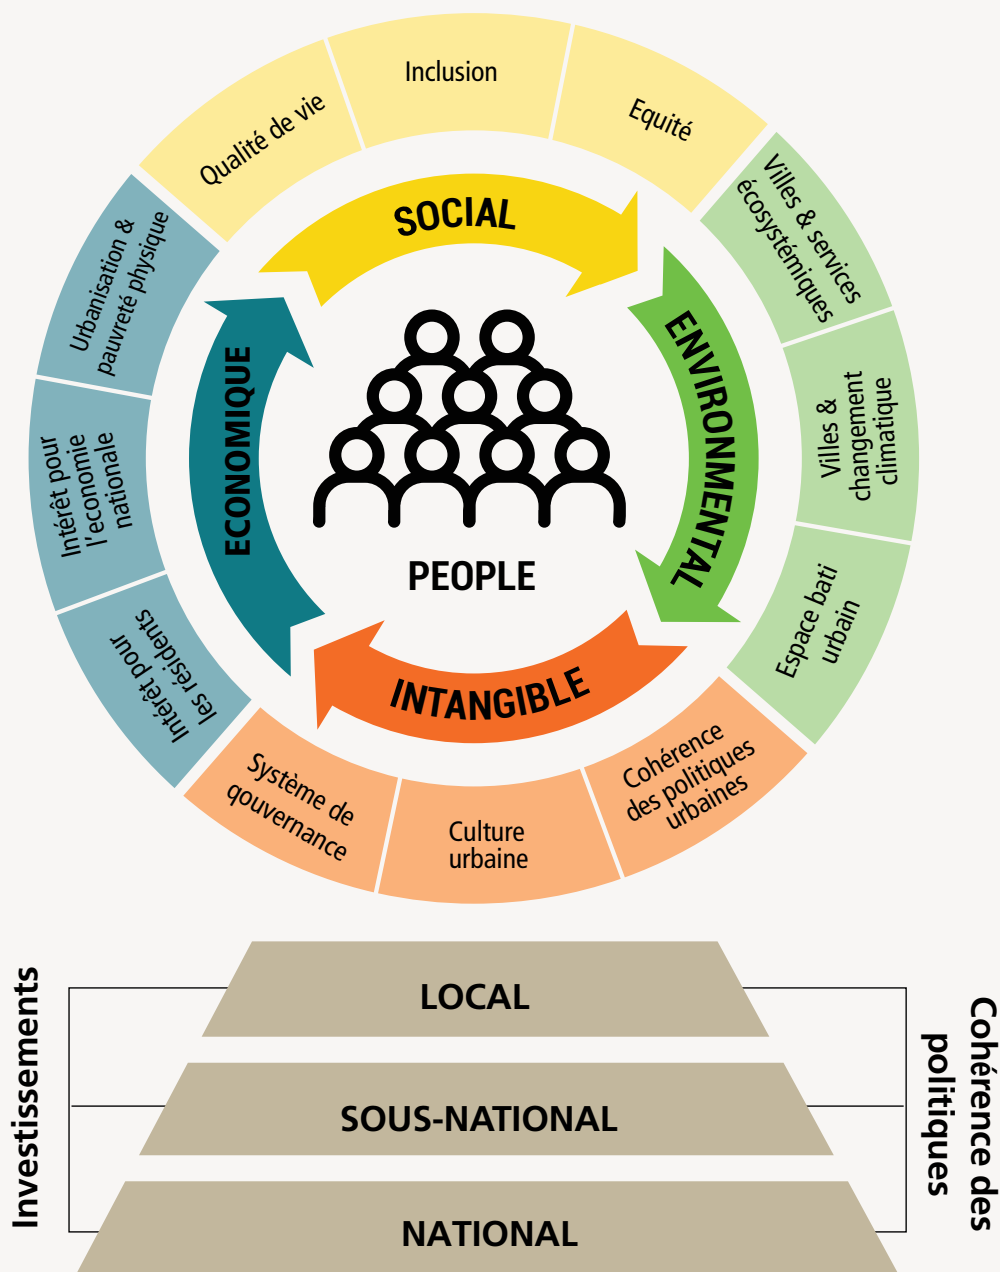 Inclusion
Equité
Villes & services
écosystémiques
Villes &
changement
climatique
Espace bati
urbain
Cohérence
des politiques
urbaines
Culture
urbaine
Système de
qouvernance
Intérêt pour
les résidents
Intérêt pour
l'economie
nationale
Urbanisation &
pauvreté physique
Qualité de vie
SOCIAL
ENVIRONMENTAL
INTANGIBLE
ECONOMIQUE
PEOPLE
Investissements
LOCAL
SOUS-NATIONAL
NATIONAL
Cohérence des
politiques